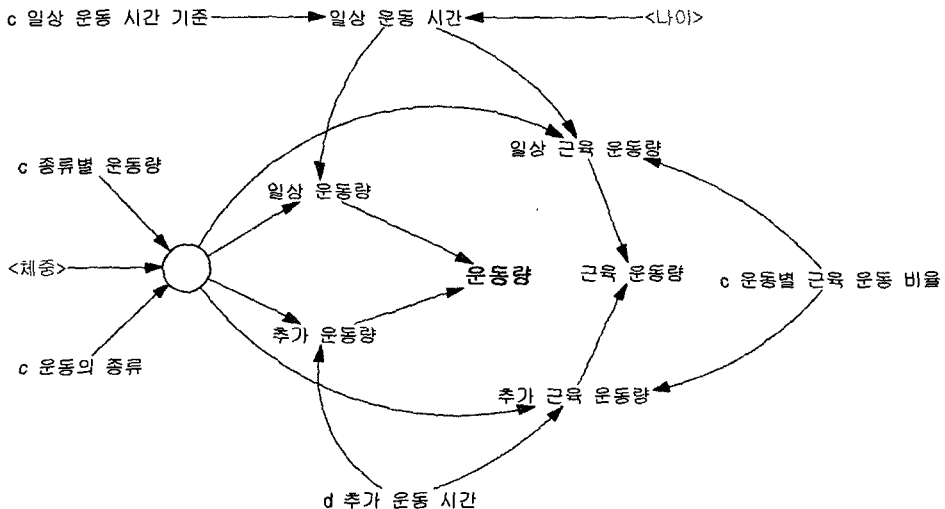 c 일상 운동 시간 기준
일상 운동 시간
<나이>
일상 근육 운동량
c 종류별 운동량
일상 운동량
<체중>
운동량
근육 운동량
c 운동별 근육 운동 비율
추가 운동량
c 운동의 종류
추가 근육 운동량
d 추가 운동 시간